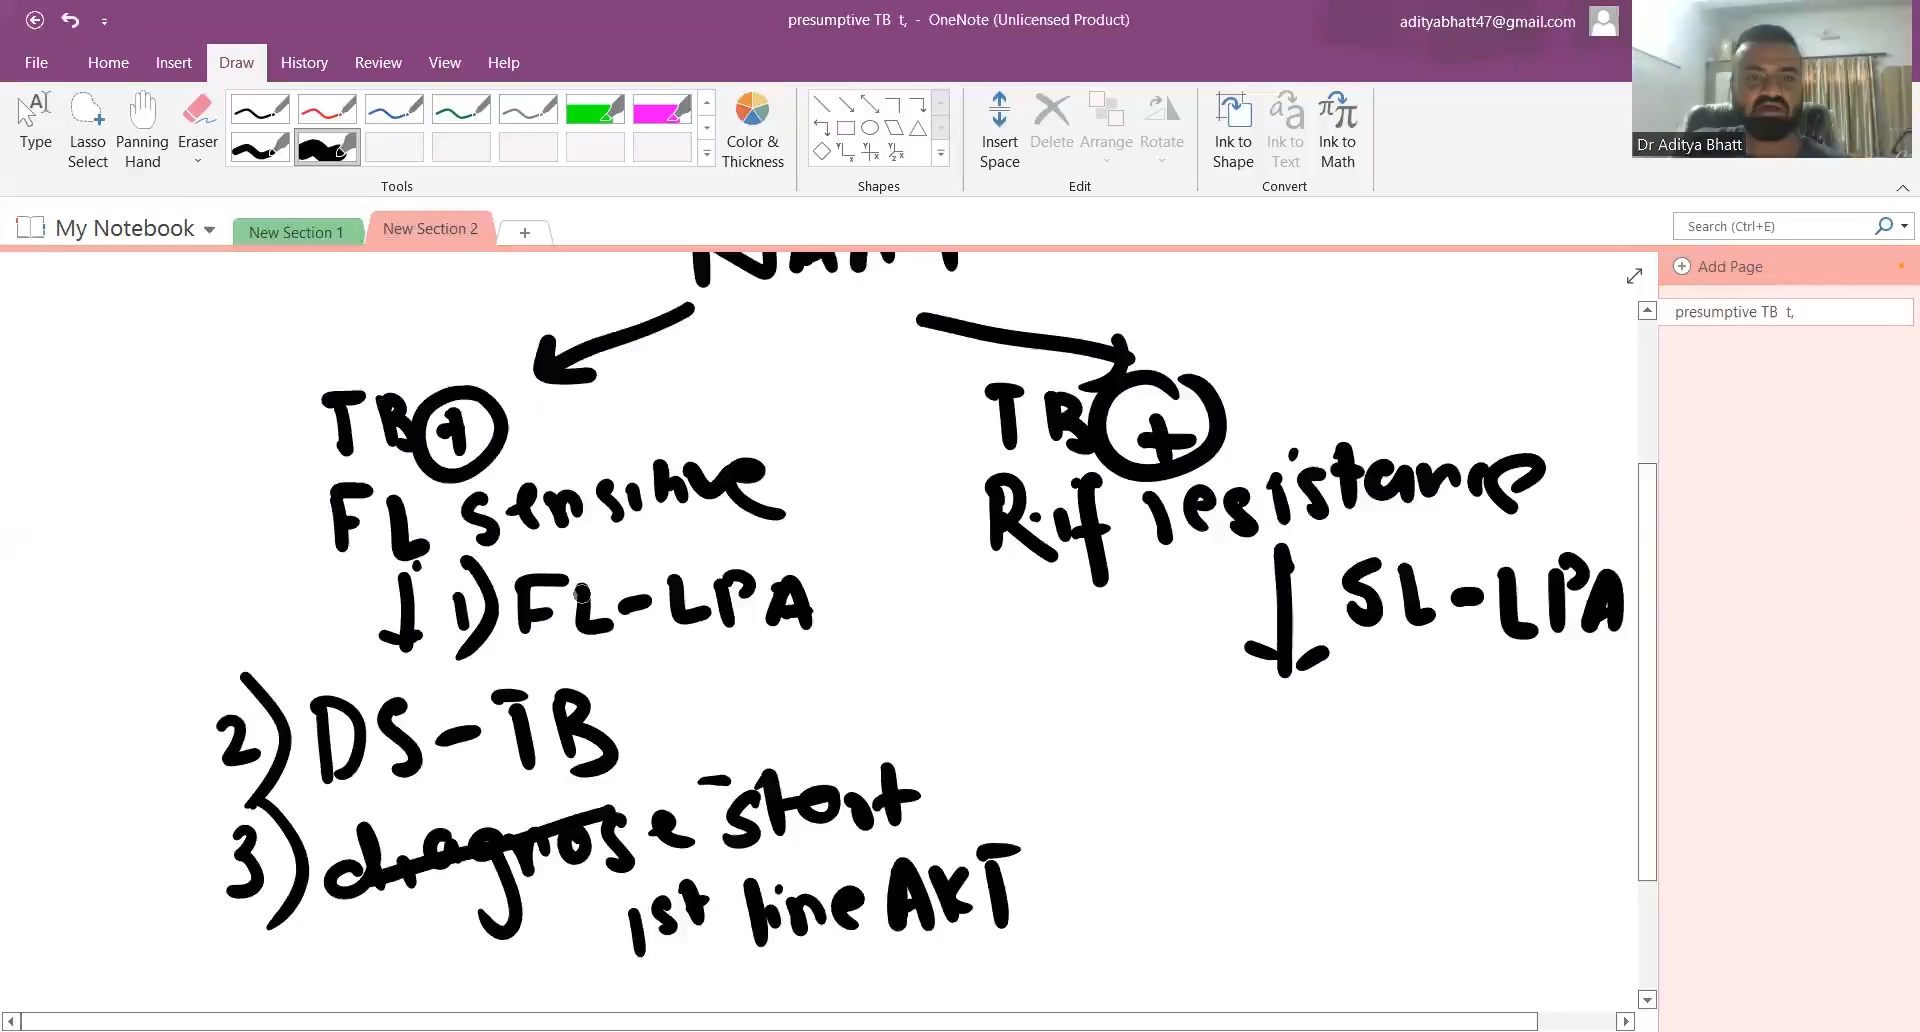 presumptive TB t, - OneNote (Unlicensed Product)
adityabhatt47@gmail.com
File Home Insert Draw History Review View Help
Type
Lasso Select
Panning Hand
Eraser
Color & Thickness
Insert Space
Delete
Arrange
Rotate
Ink to Shape
Ink to Text
Ink to Math
Tools Shapes Edit Convert
Dr Aditya Bhatt
My Notebook
New Section 1
New Section 2
Search (Ctrl+E)
Add Page
presumptive TB t,
TB +
FL sensitive
1) FL-LPA
2) DS-TB
3) diagnose start
1st line AKT
TB +
Rif resistance
SL-LPA